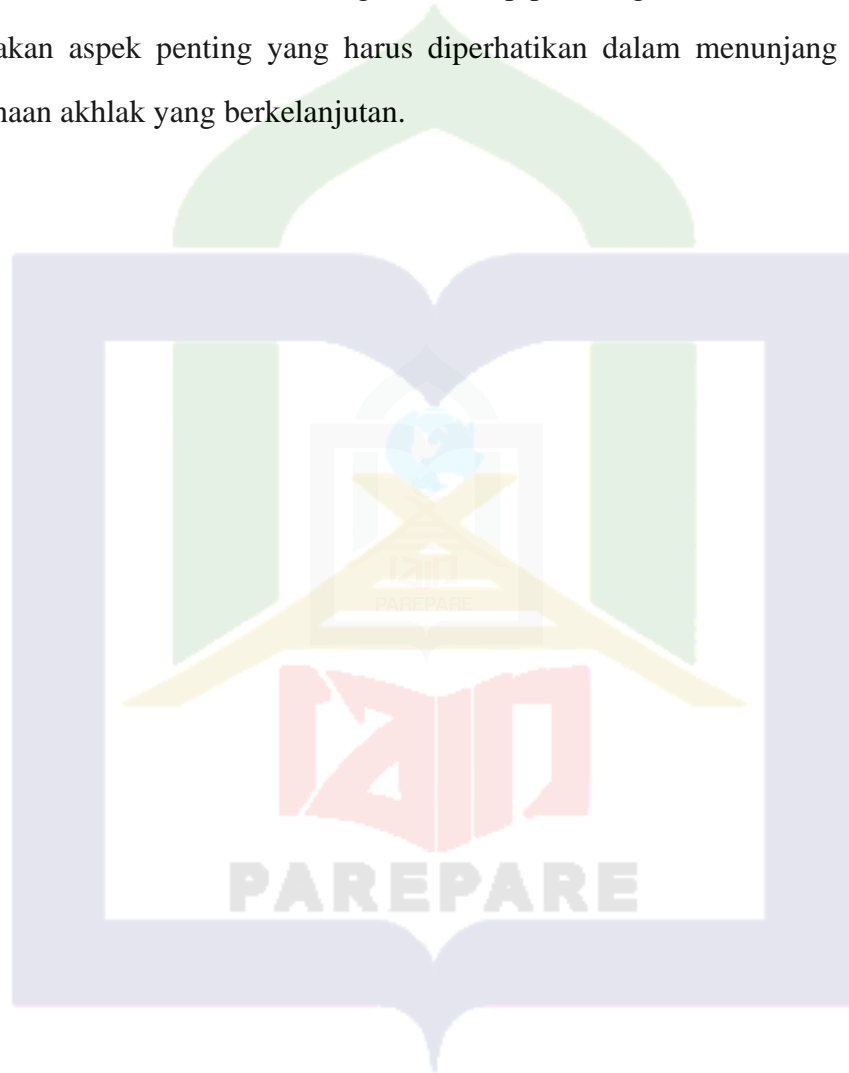 akan aspek penting yang harus diperhatikan dalam menunjang
naan akhlak yang berkelanjutan.
PAREPARE
iain
PAREPARE